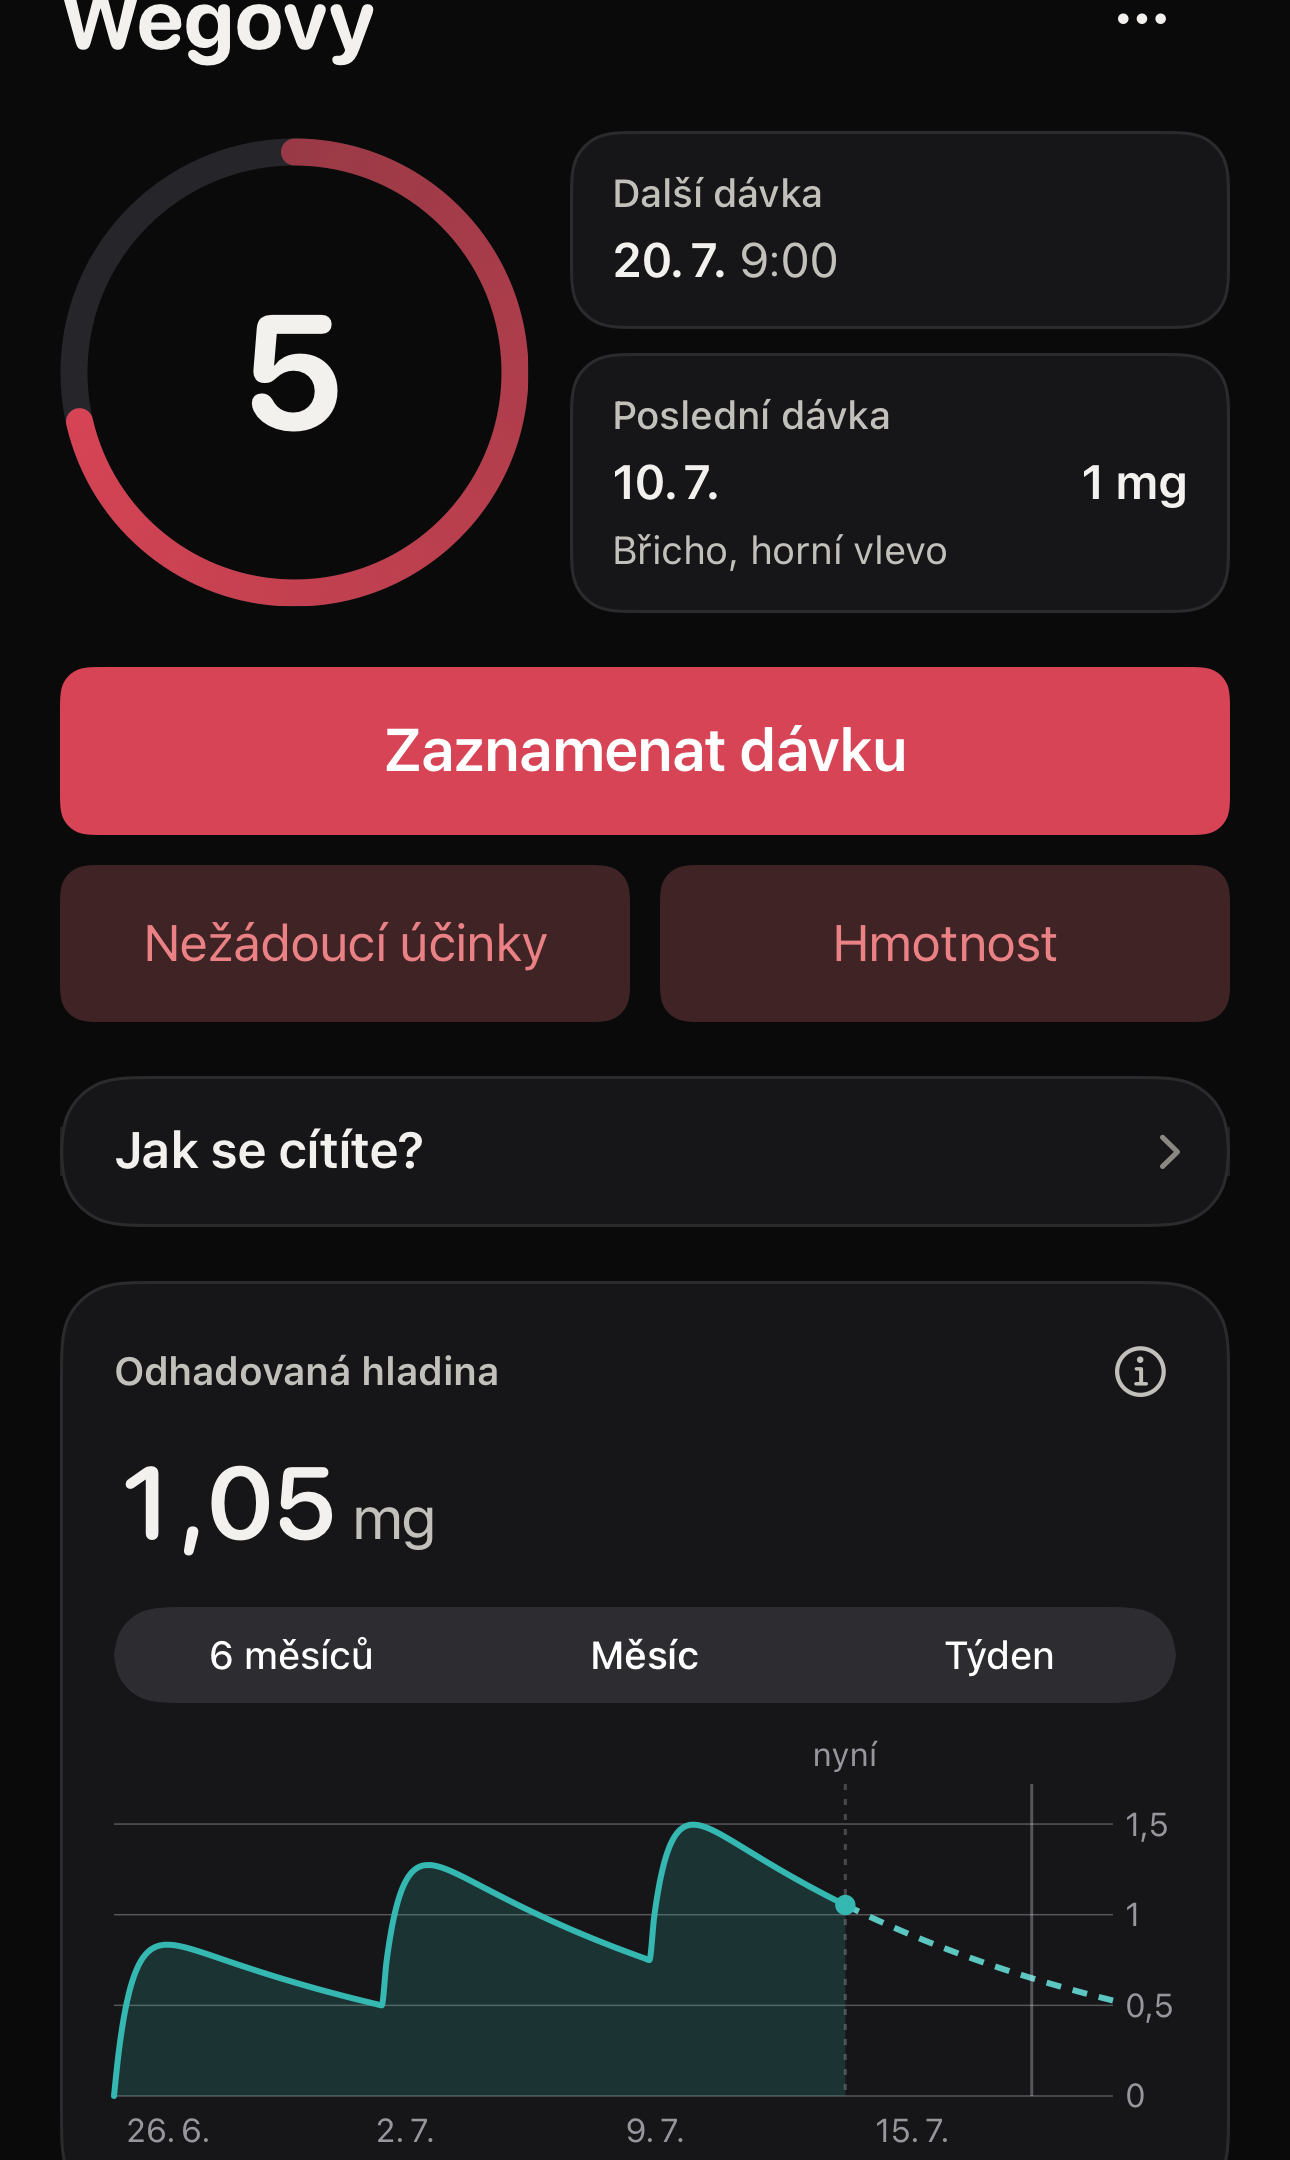 Wegovy
5
Další dávka
20. 7. 9:00
Poslední dávka
10. 7. 1 mg
Břicho, horní vlevo
Zaznamenat dávku
Nežádoucí účinky
Hmotnost
Jak se cítíte?
Odhadovaná hladina
1,05 mg
6 měsíců Měsíc Týden
nyní
1,5
1
0,5
0
26. 6. 2. 7. 9. 7. 15. 7.